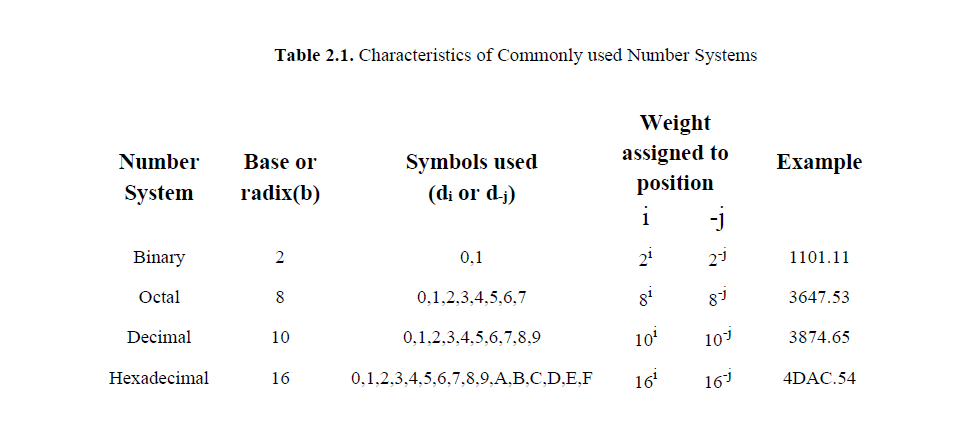 Table 2.1. Characteristics of Commonly used Number Systems
Number System Base or radix(b) Symbols used (dᵢ or d₋ⱼ) Weight assigned to position Example
i -j
Binary 2 0,1 2ⁱ 2⁻ʲ 1101.11
Octal 8 0,1,2,3,4,5,6,7 8ⁱ 8⁻ʲ 3647.53
Decimal 10 0,1,2,3,4,5,6,7,8,9 10ⁱ 10⁻ʲ 3874.65
Hexadecimal 16 0,1,2,3,4,5,6,7,8,9,A,B,C,D,E,F 16ⁱ 16⁻ʲ 4DAC.54